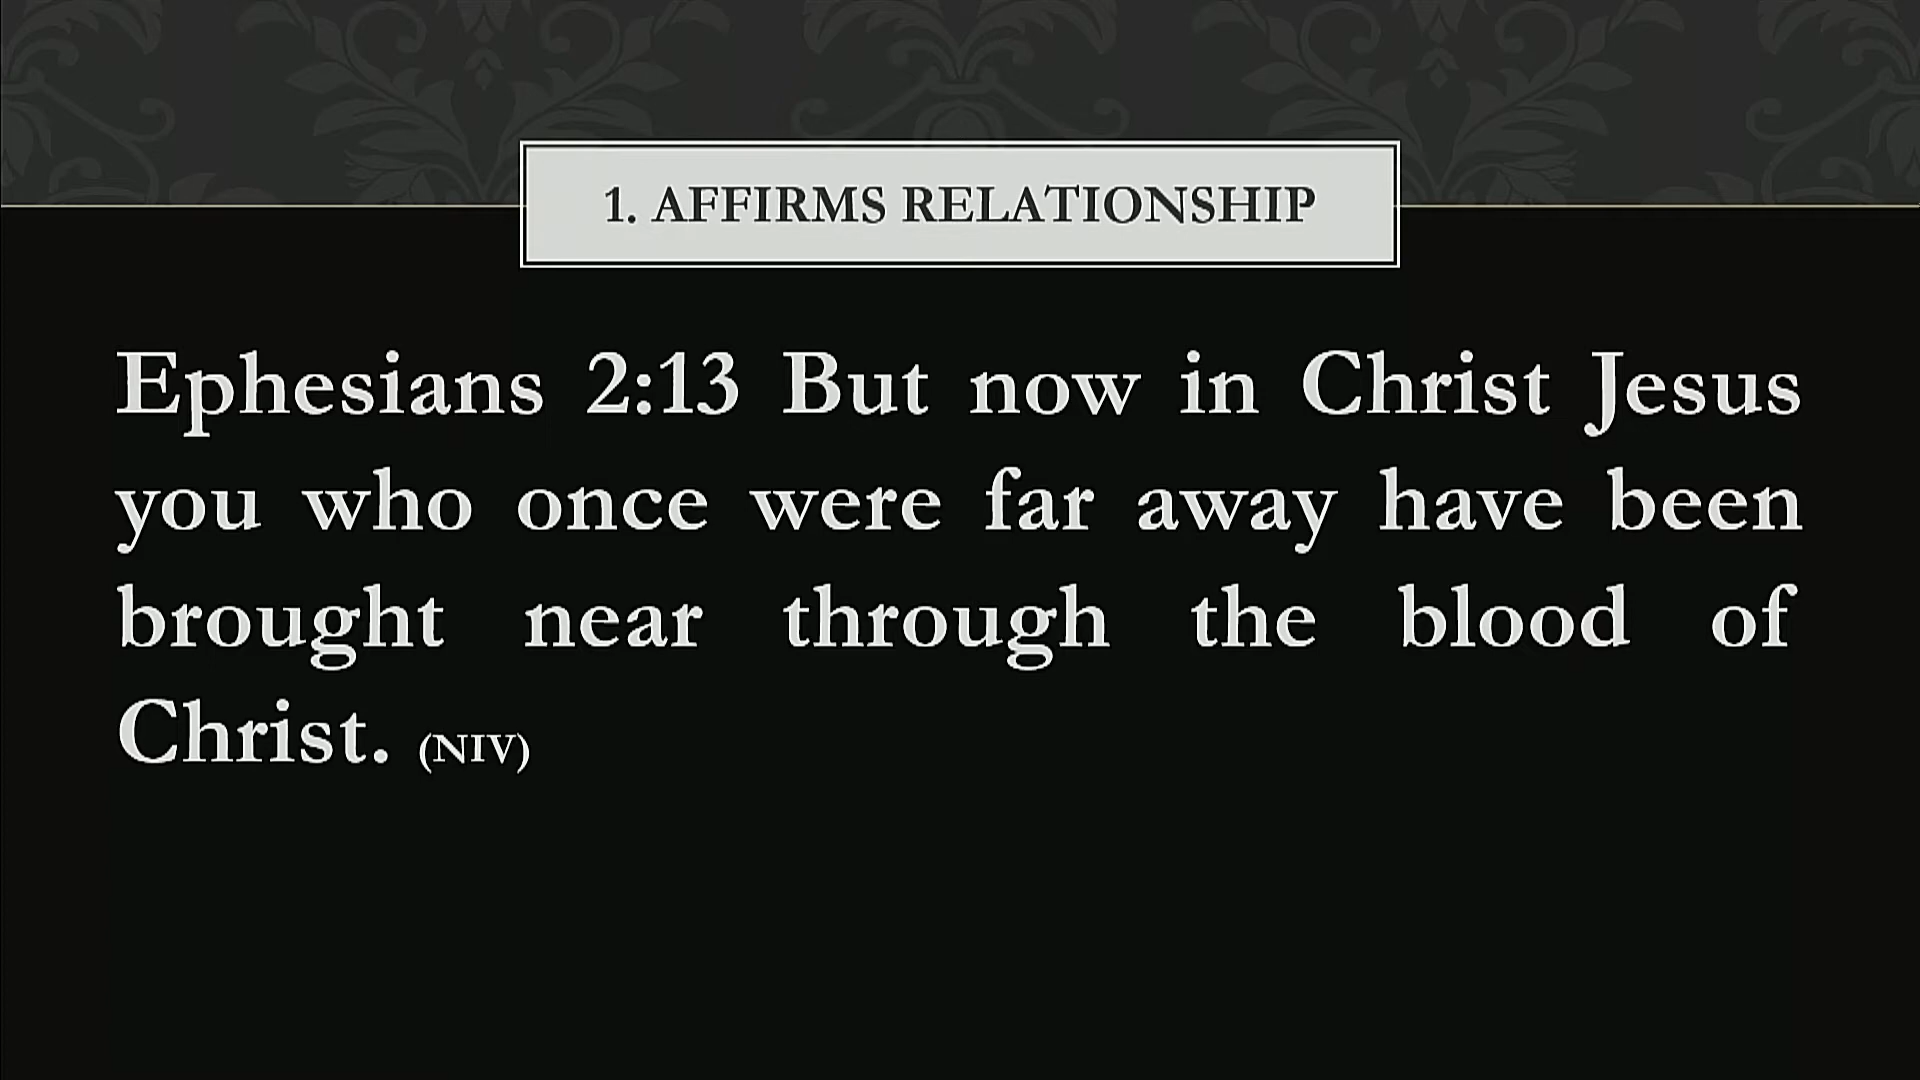 1. AFFIRMS RELATIONSHIP
Ephesians 2:13 But now in Christ Jesus
you who once were far away have been
brought near through the blood of
Christ. (NIV)